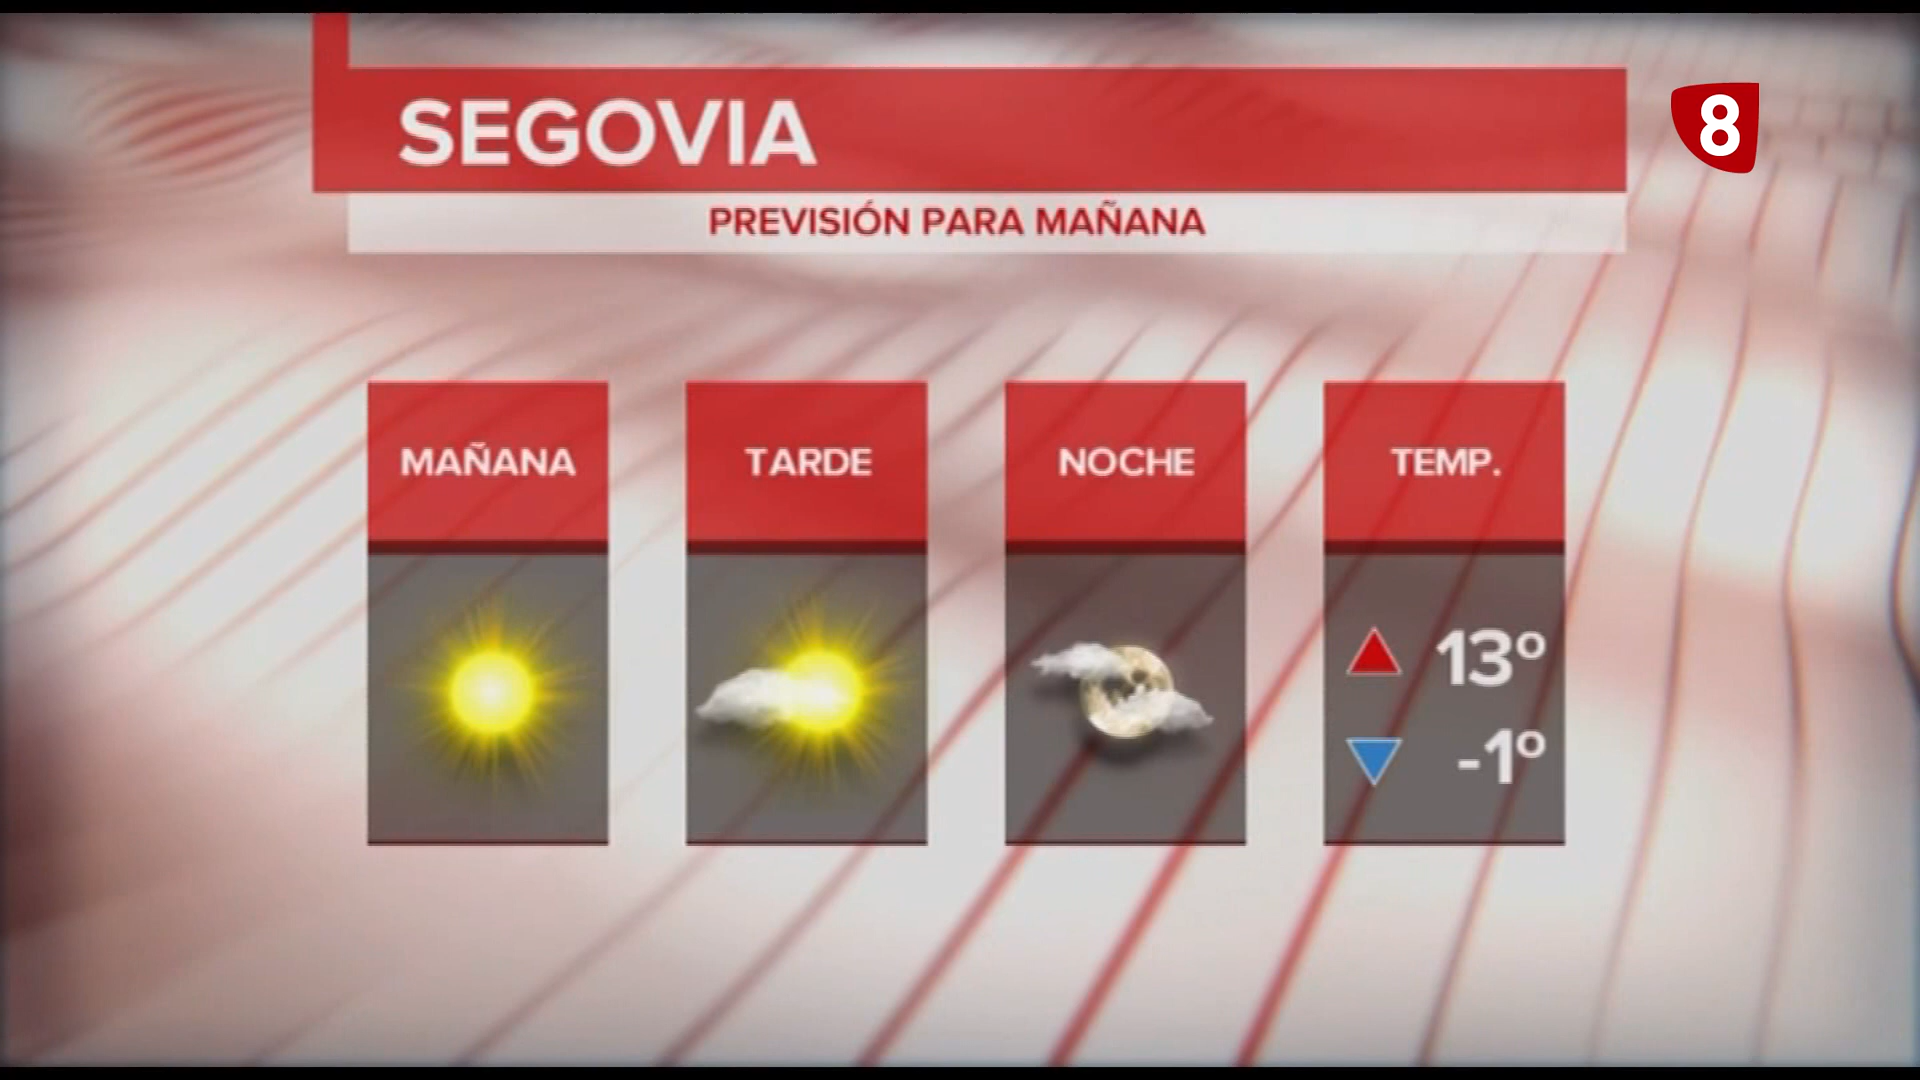 SEGOVIA
8
PREVISIÓN PARA MAÑANA
MAÑANA
TARDE
NOCHE
TEMP.
13º
-1º